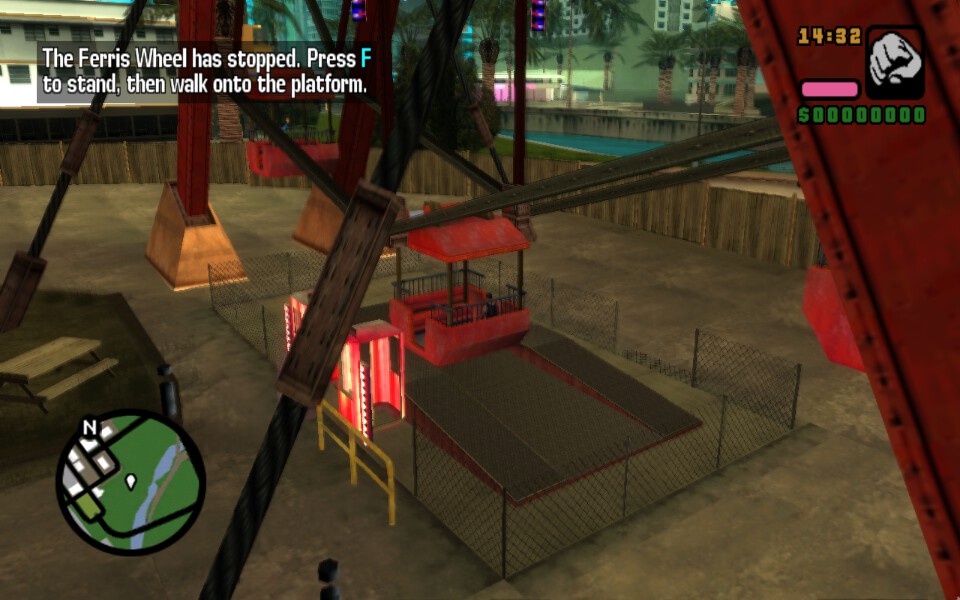 The Ferris Wheel has stopped. Press F
to stand, then walk onto the platform.
14:32
$00000000
N